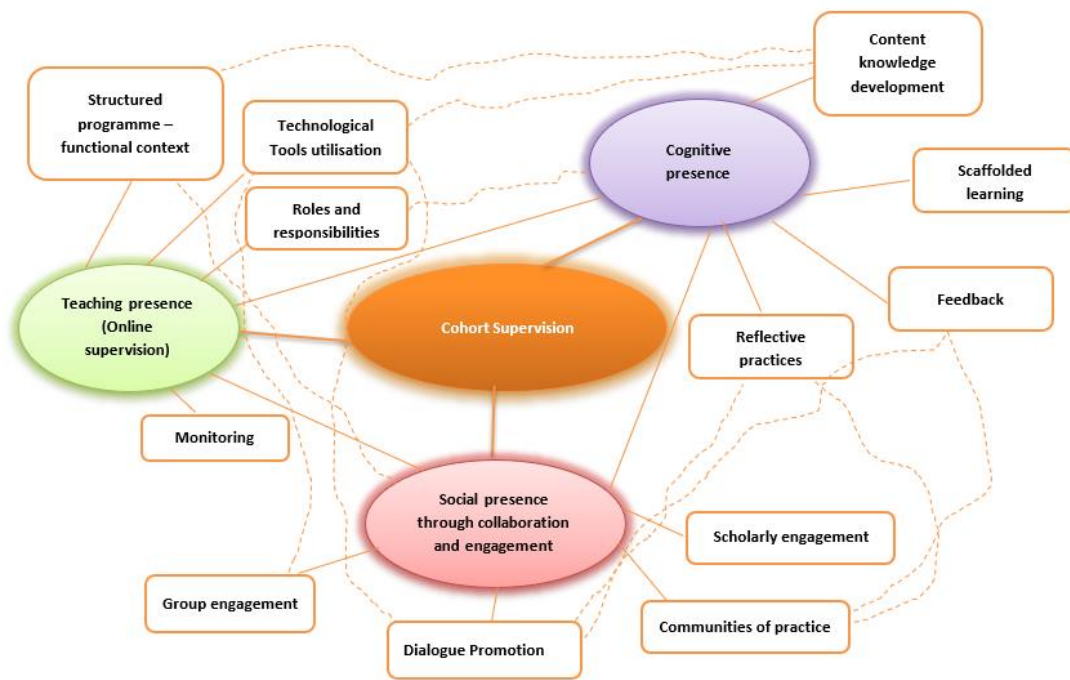 Content
knowledge
development
Structured
programme –
functional context
Technological
Tools utilisation
Cognitive
presence
Scaffolded
learning
Roles and
responsibilities
Teaching presence
(Online
supervision)
Cohort Supervision
Feedback
Reflective
practices
Monitoring
Social presence
through collaboration
and engagement
Scholarly engagement
Group engagement
Communities of practice
Dialogue Promotion